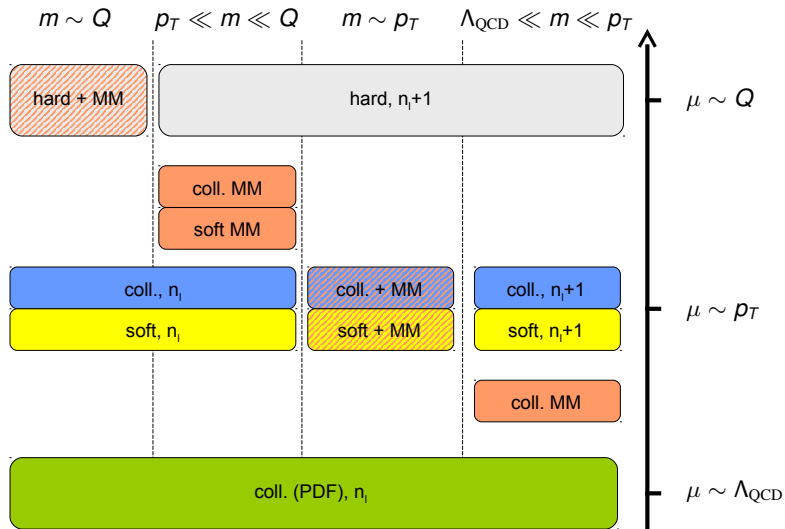 m ∼ Q p_T ≪ m ≪ Q m ∼ p_T Λ_QCD ≪ m ≪ p_T
hard + MM hard, n_l+1 μ ∼ Q
coll. MM
soft MM
coll., n_l coll. + MM coll., n_l+1
μ ∼ p_T
soft, n_l soft + MM soft, n_l+1
coll. MM
coll. (PDF), n_l μ ∼ Λ_QCD